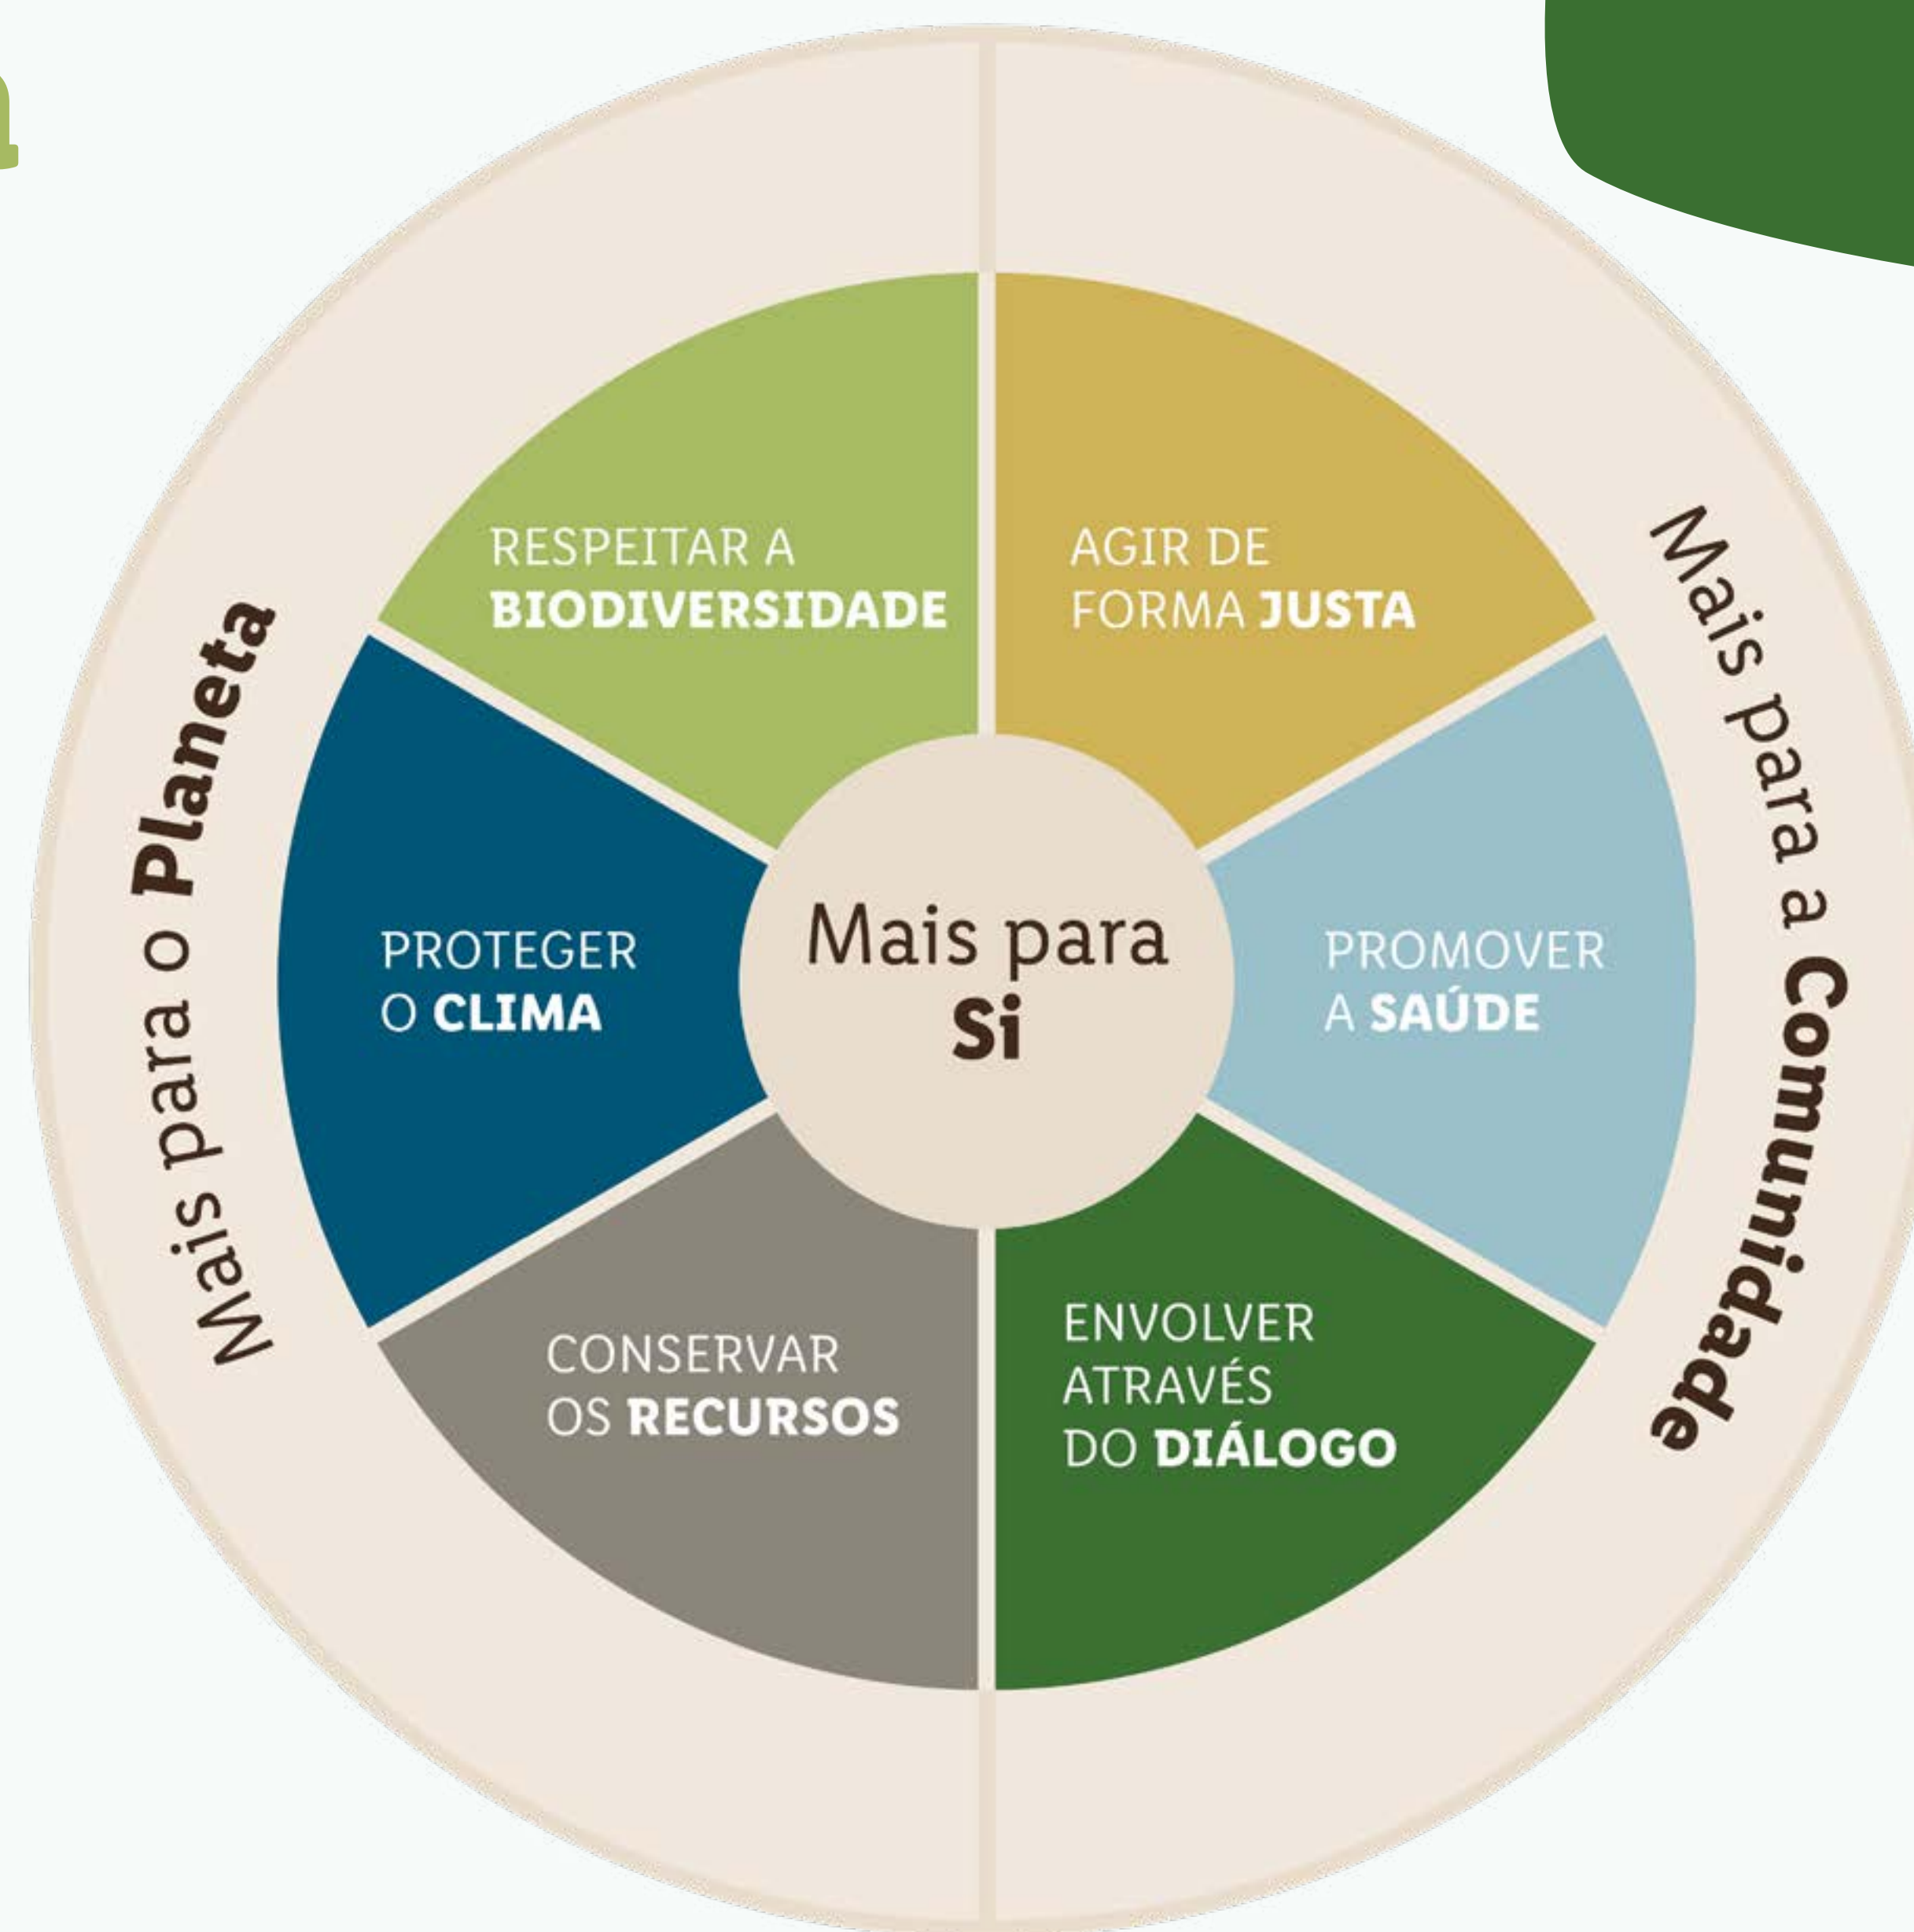 RESPEITAR A
BIODIVERSIDADE
AGIR DE
FORMA JUSTA
Mais para o Planeta
PROTEGER
O CLIMA
Mais para
Si
PROMOVER
A SAÚDE
Mais para a Comunidade
CONSERVAR
OS RECURSOS
ENVOLVER
ATRAVÉS
DO DIÁLOGO